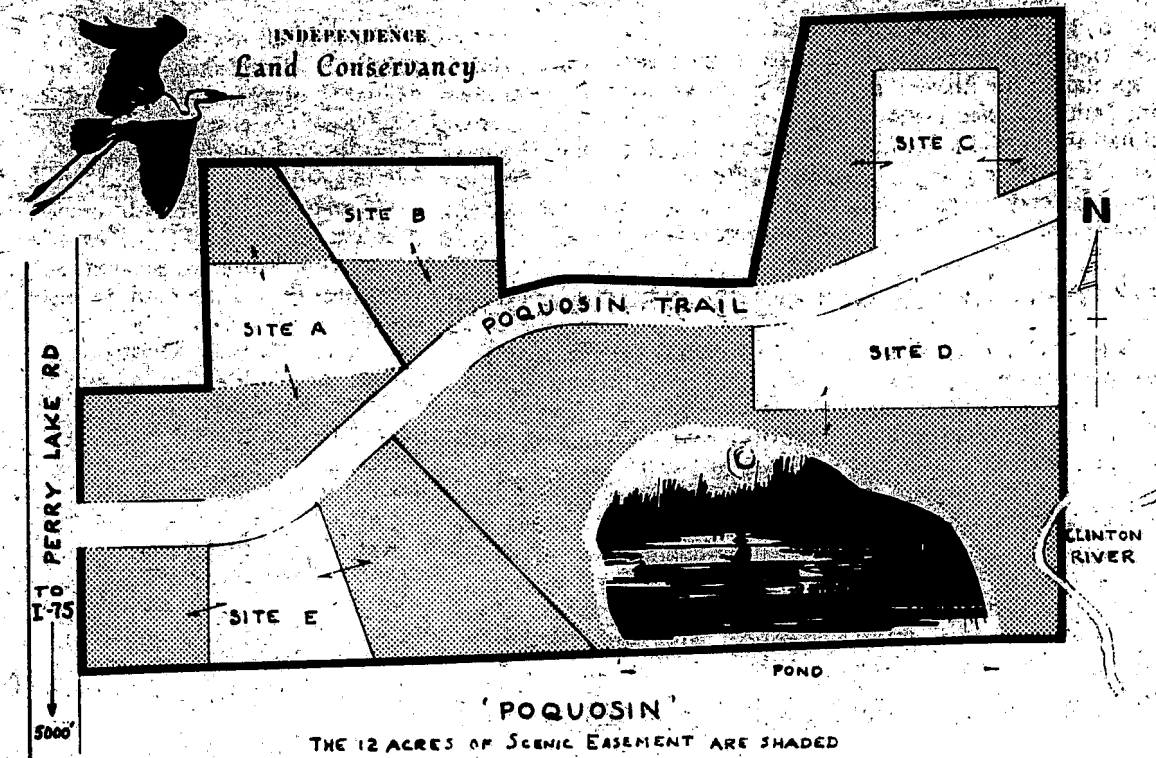 INDEPENDENCE
Land Conservancy
SITE C
SITE B
N
POQUOSIN TRAIL
SITE A
SITE D
TO PERRY LAKE RD
CLINTON
RIVER
I-75
SITE E
POND
5000'
'POQUOSIN'
THE 12 ACRES OF SCENIC EASEMENT ARE SHADED